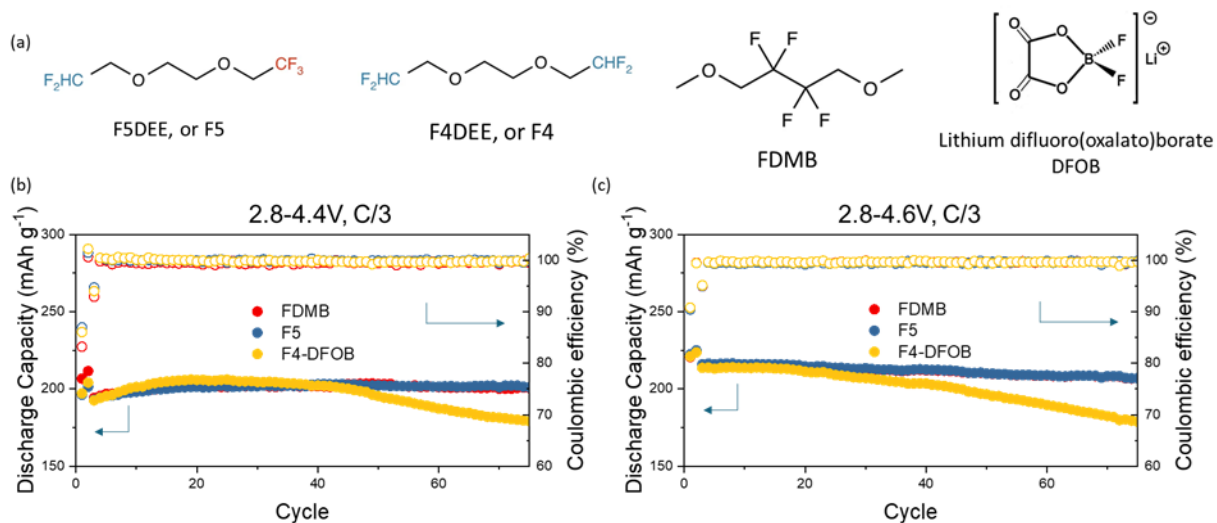 (a)
F₂HC O O CF₃
F5DEE, or F5
F₂HC O O CHF₂
F4DEE, or F4
O F F F F O
FDMB
O O O O B F F ⊖ Li ⊕
Lithium difluoro(oxalato)borate
DFOB
(b)
2.8-4.4V, C/3
Discharge Capacity (mAh g⁻¹)
300
250
200
150
FDMB
F5
F4-DFOB
0 20 40 60
Cycle
100
90
80
70
60
Coulombic efficiency (%)
(c)
2.8-4.6V, C/3
Discharge Capacity (mAh g⁻¹)
300
250
200
150
FDMB
F5
F4-DFOB
0 20 40 60
Cycle
100
90
80
70
60
Coulombic efficiency (%)